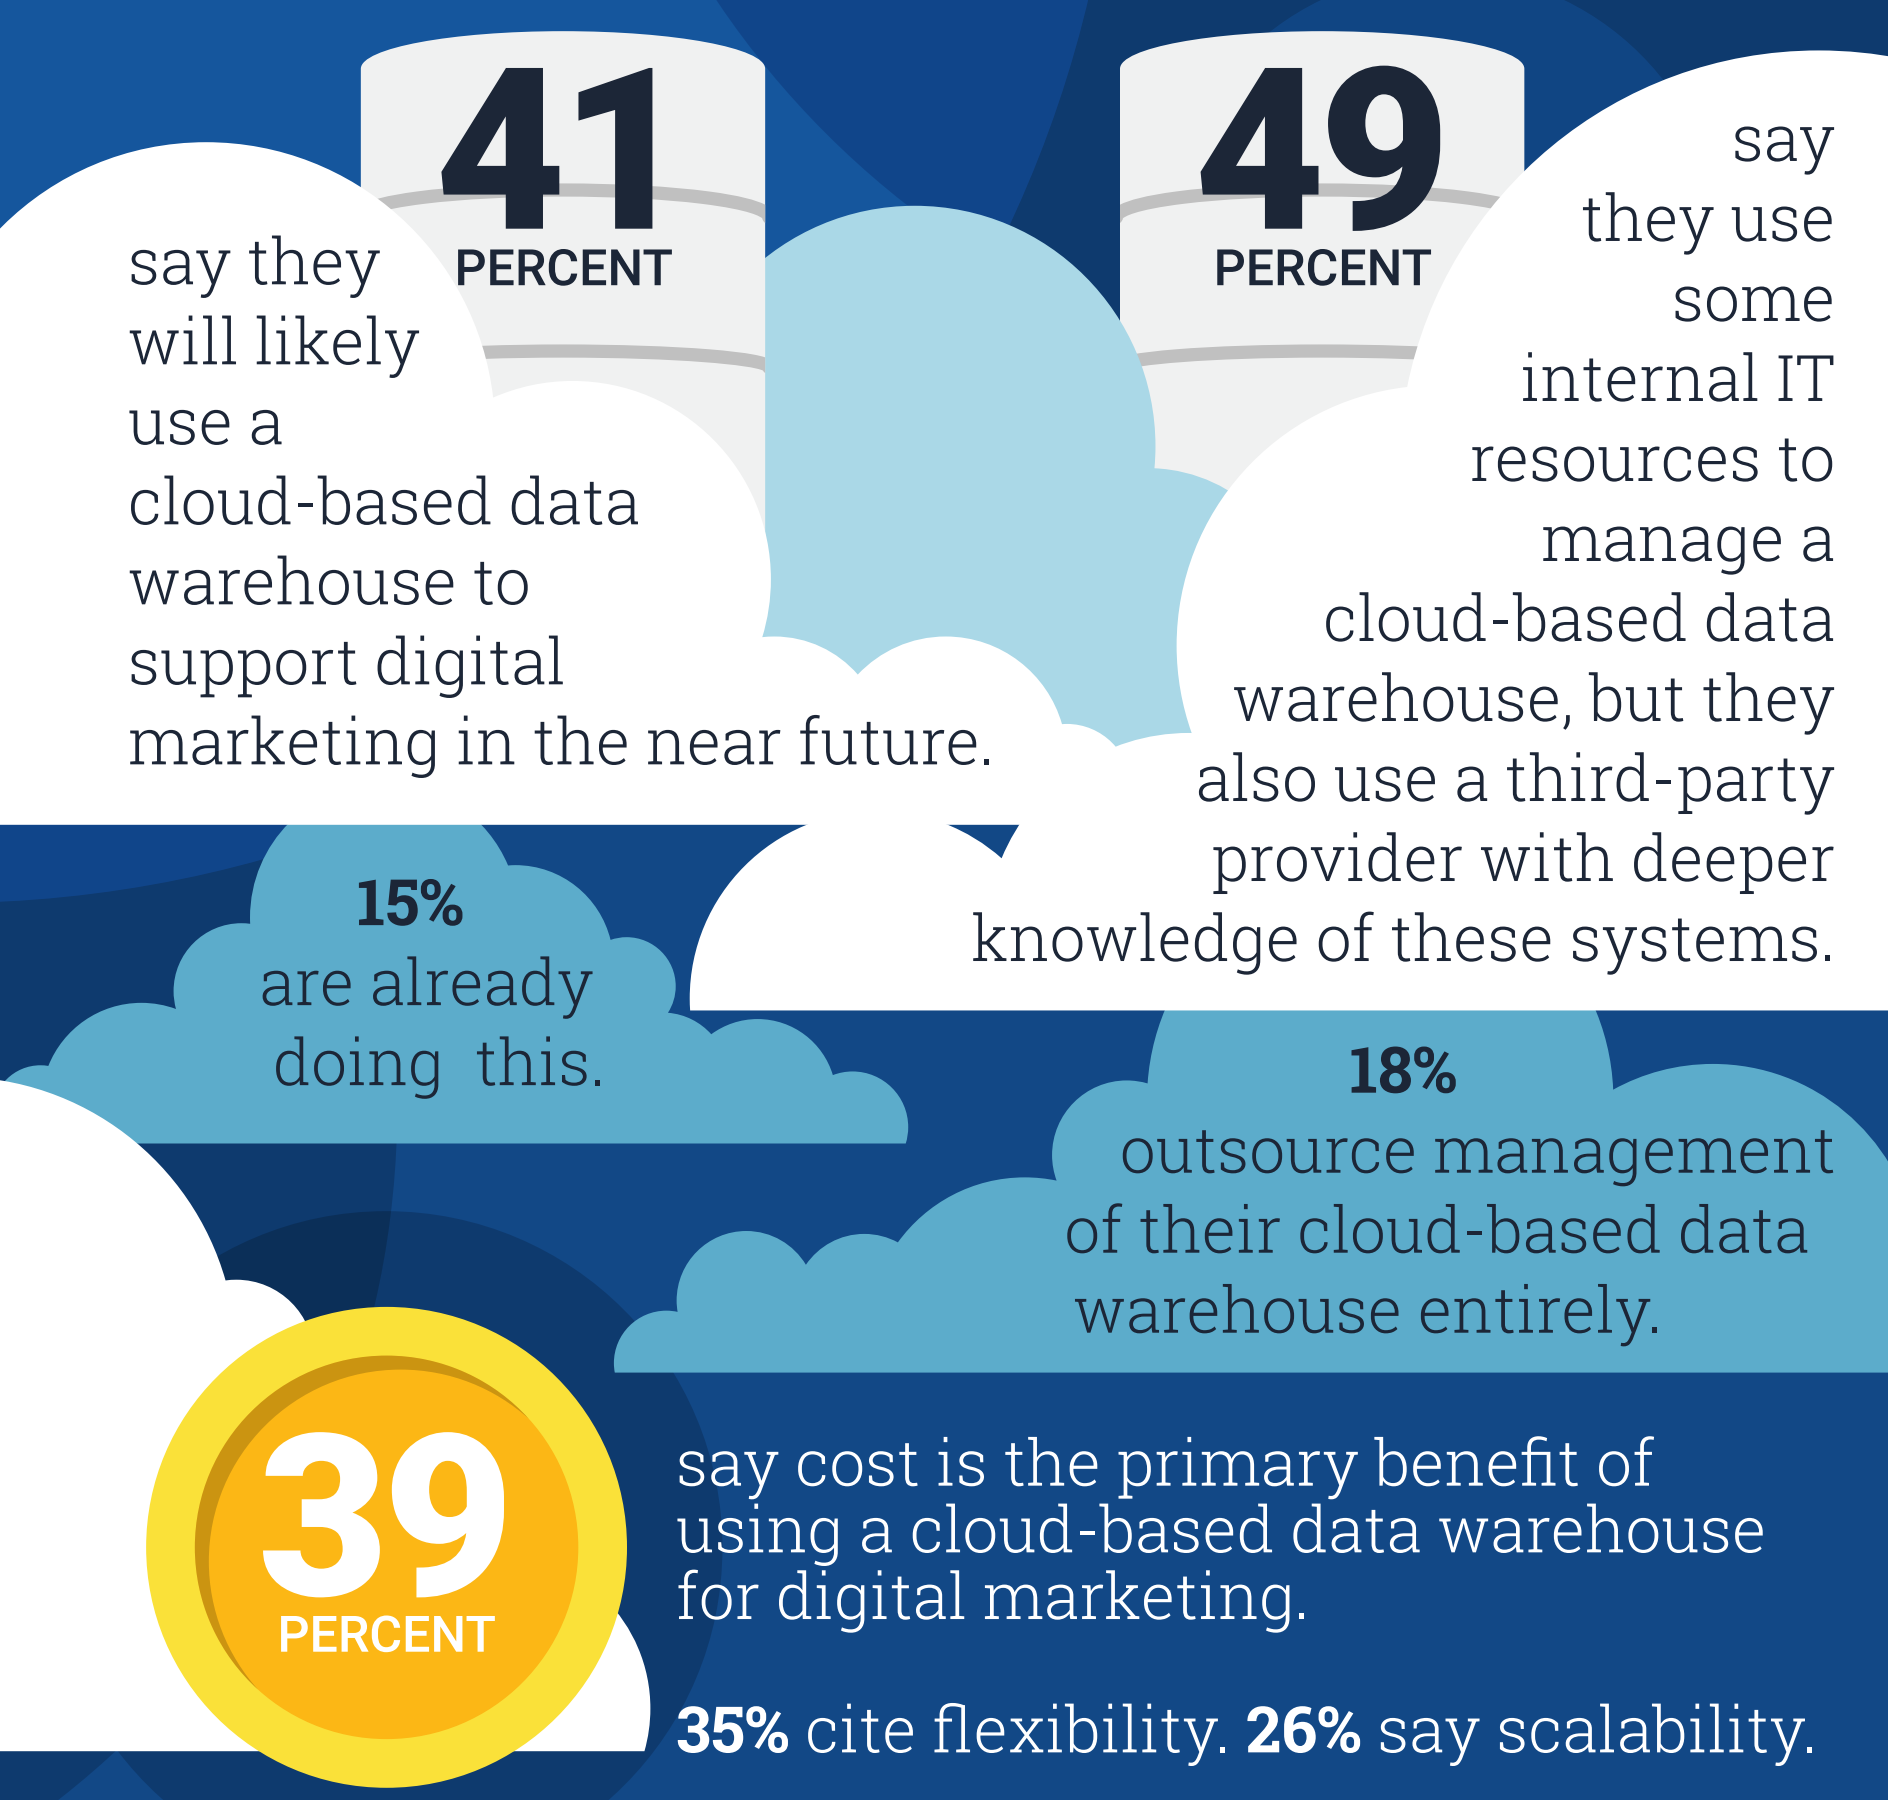 41
PERCENT
say they
will likely
use a
cloud-based data
warehouse to
support digital
marketing in the near future.
15%
are already
doing this.
49
PERCENT
say
they use
some
internal IT
resources to
manage a
cloud-based data
warehouse, but they
also use a third-party
provider with deeper
knowledge of these systems.
18%
outsource management
of their cloud-based data
warehouse entirely.
39
PERCENT
say cost is the primary benefit of
using a cloud-based data warehouse
for digital marketing.
35% cite flexibility. 26% say scalability.